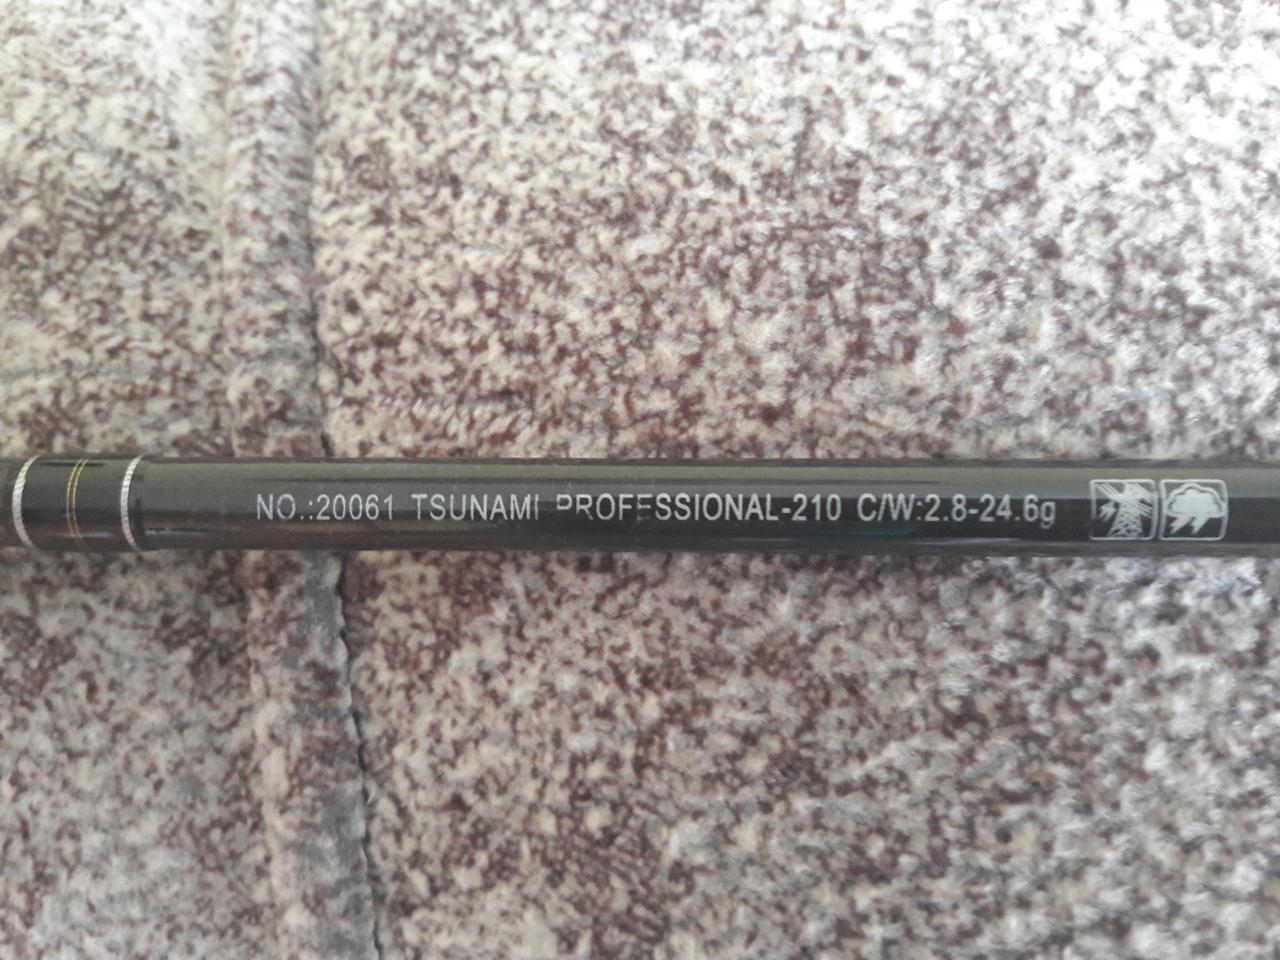 NO.:20061 TSUNAMI PROFESSIONAL-210 C/W:2.8-24.6g